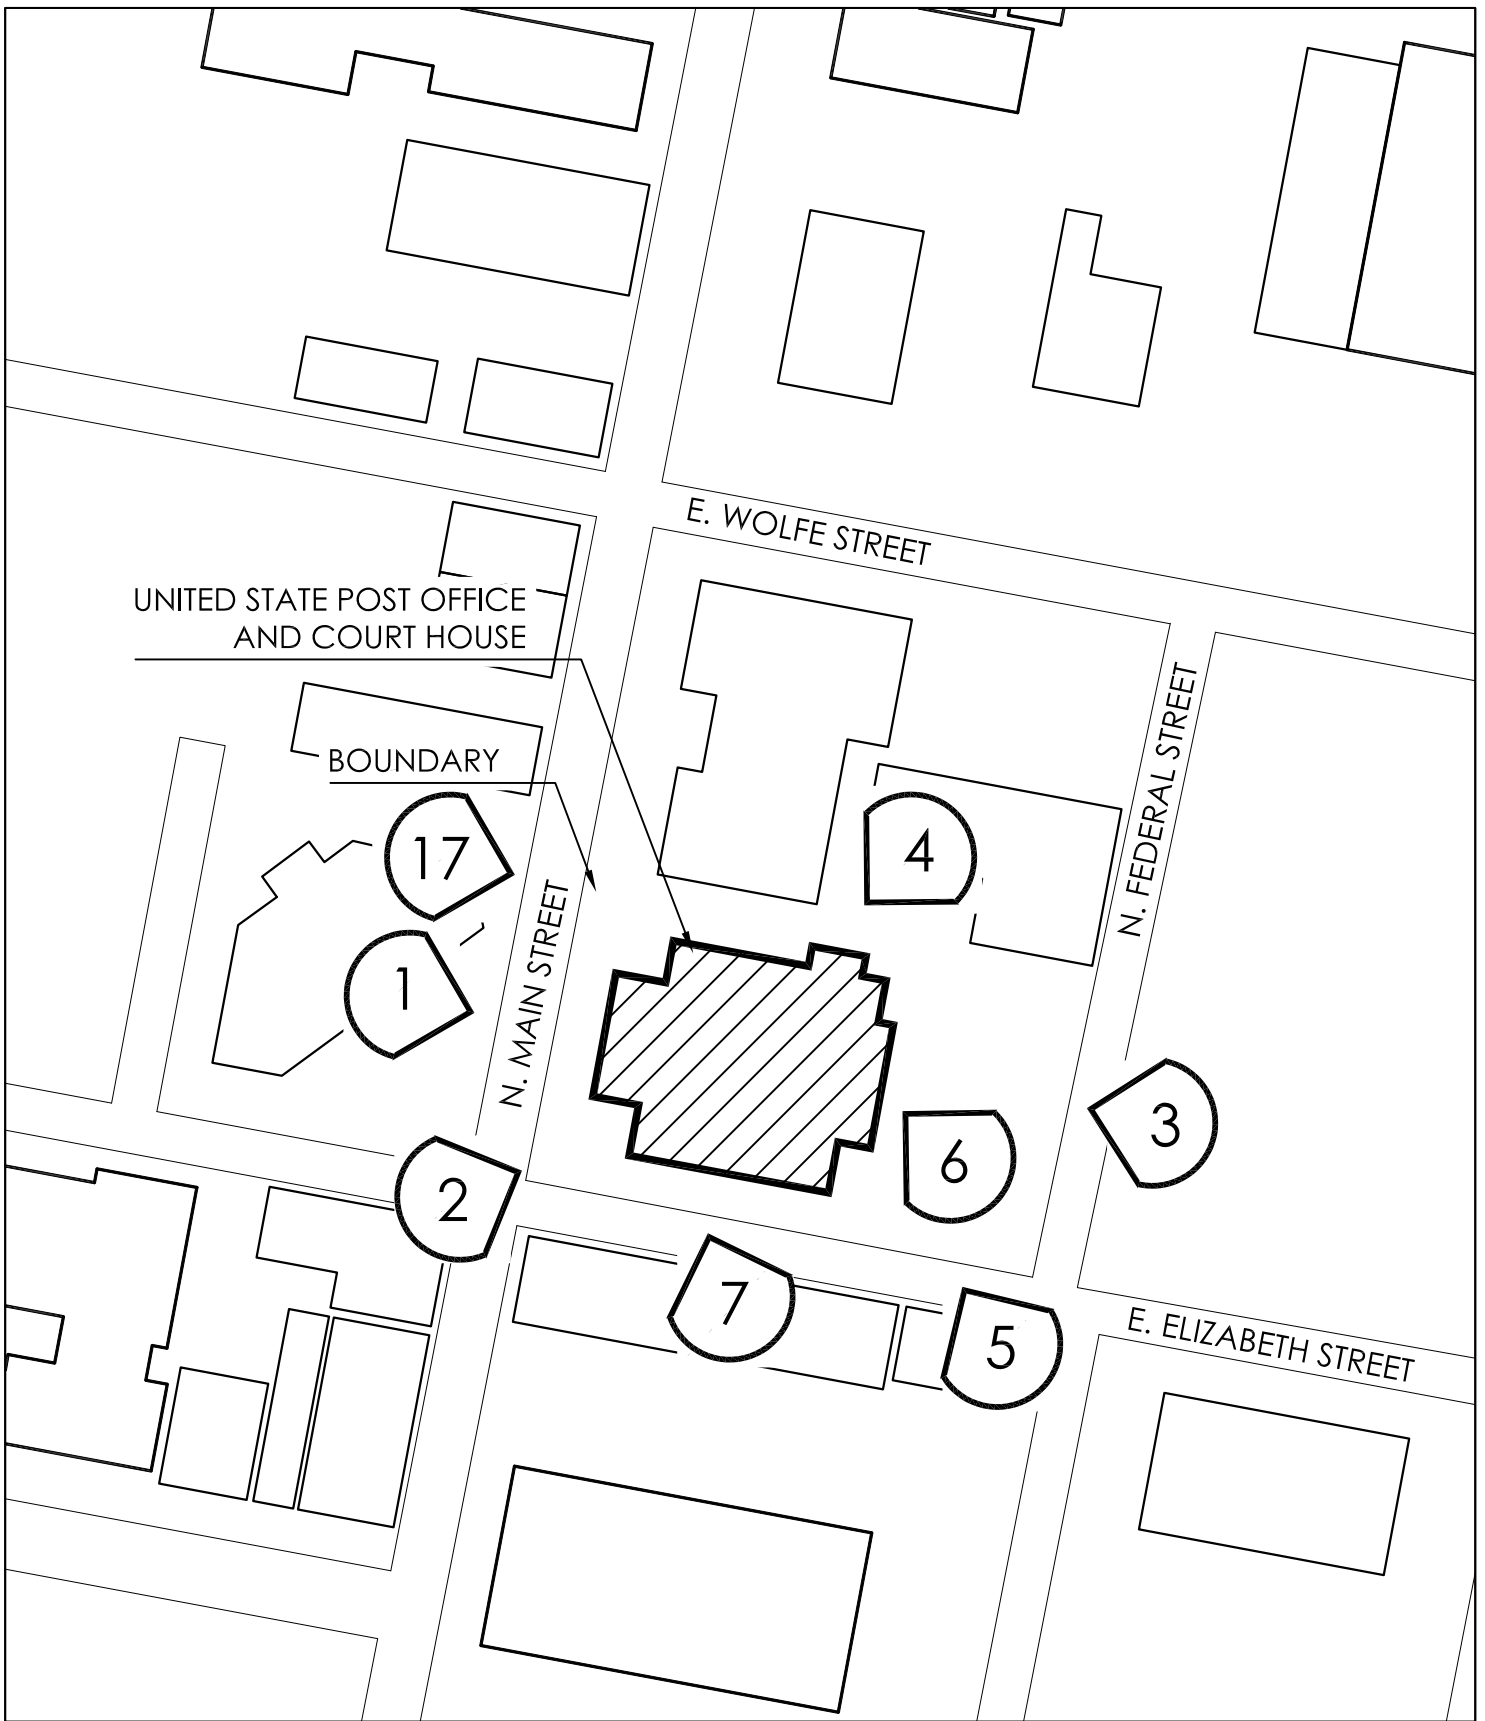 E. WOLFE STREET
UNITED STATE POST OFFICE
AND COURT HOUSE
N. FEDERAL STREET
BOUNDARY
17
4
1
N. MAIN STREET
3
6
2
7
5
E. ELIZABETH STREET